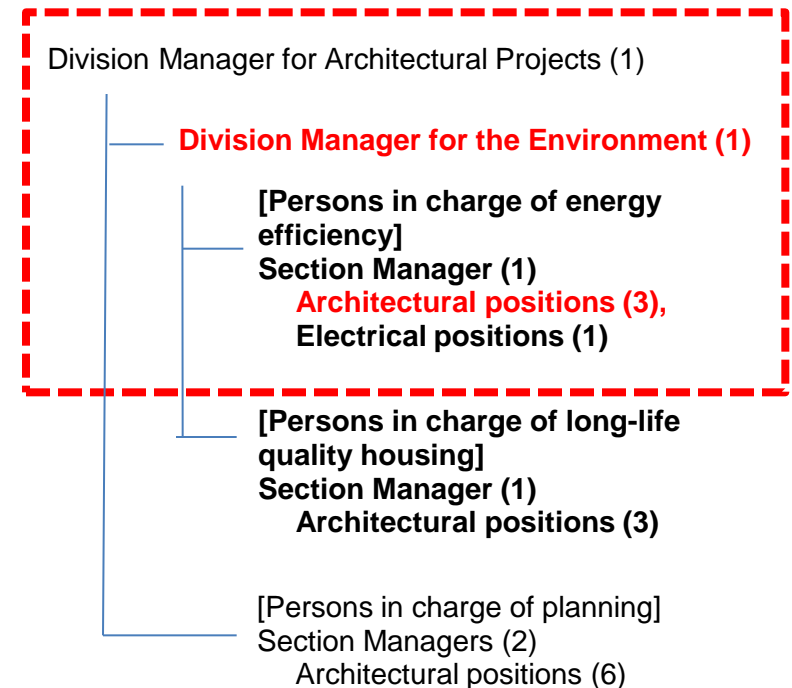 Division Manager for Architectural Projects (1)
Division Manager for the Environment (1)
[Persons in charge of energy
efficiency]
Section Manager (1)
Architectural positions (3),
Electrical positions (1)
[Persons in charge of long-life
quality housing]
Section Manager (1)
Architectural positions (3)
[Persons in charge of planning]
Section Managers (2)
Architectural positions (6)